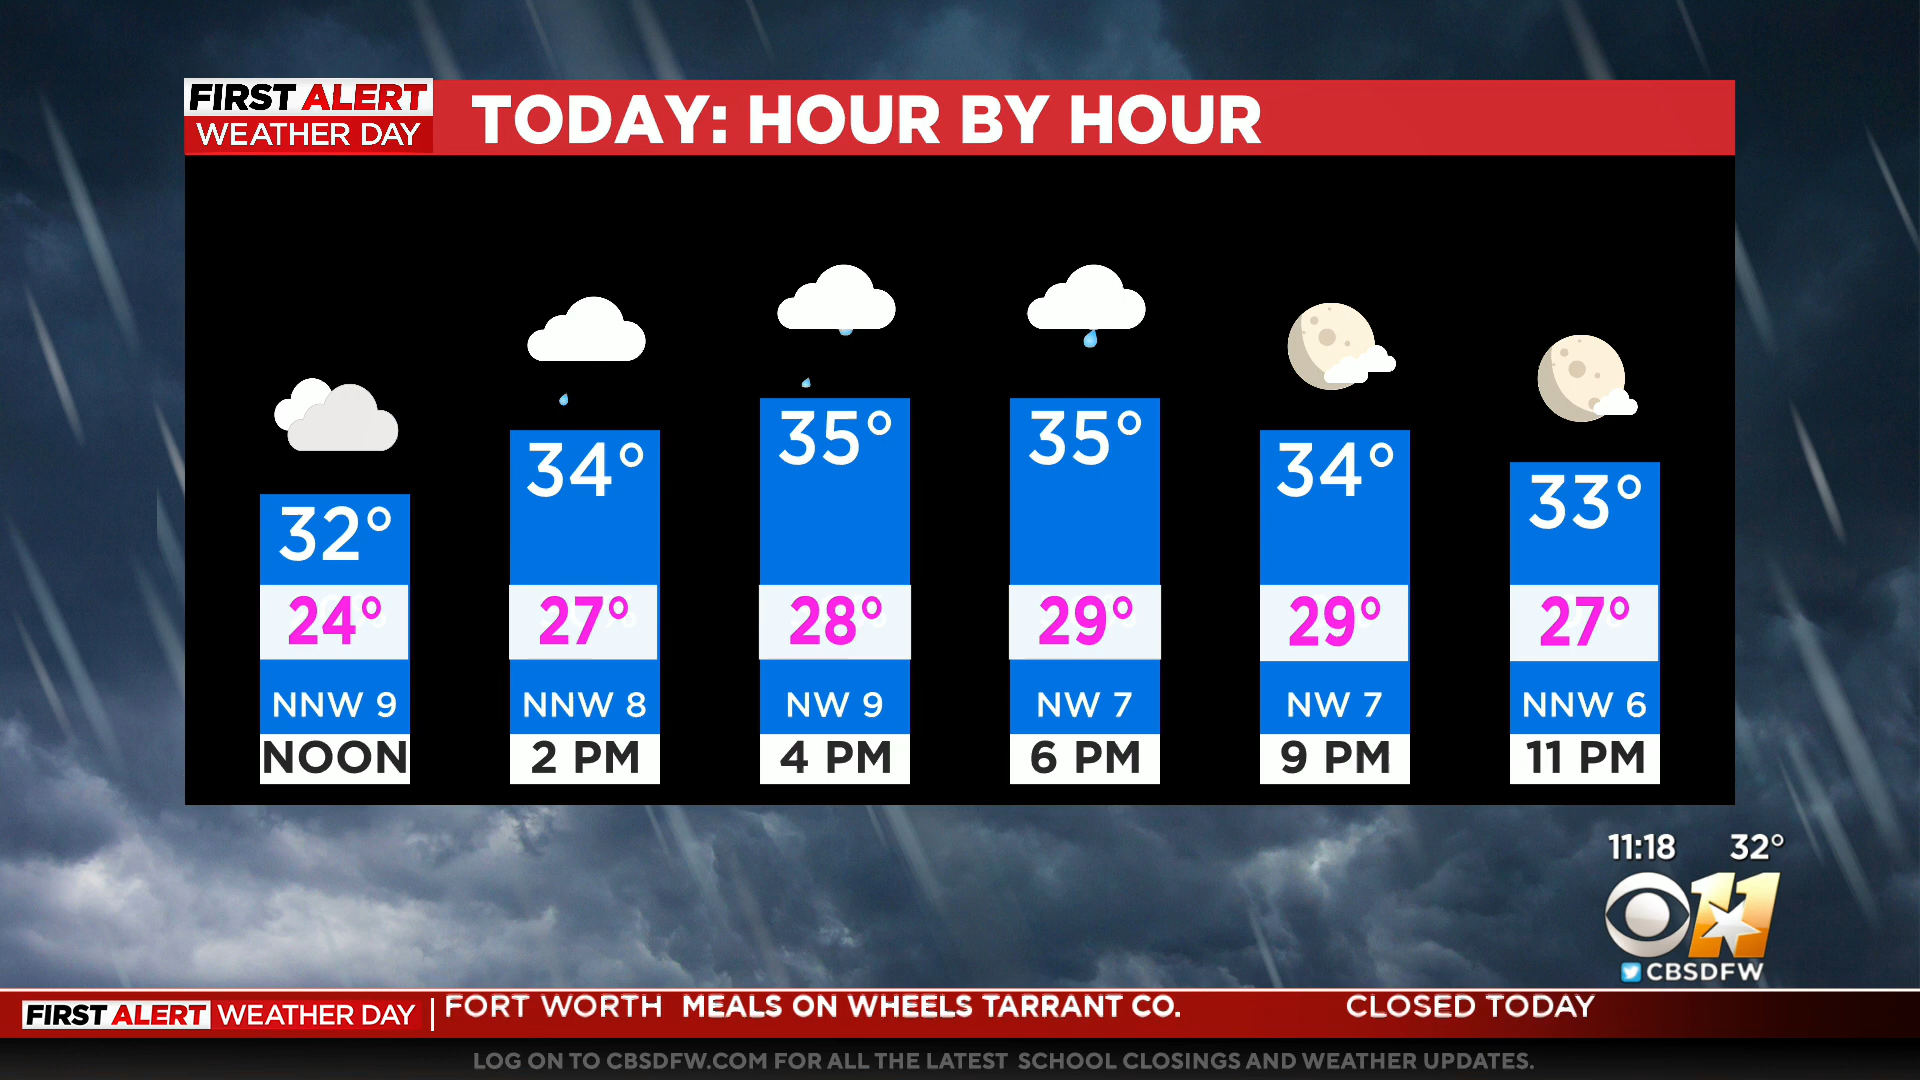 FIRST ALERT
WEATHER DAY
TODAY: HOUR BY HOUR
32° 34° 35° 35° 34° 33°
24° 27° 28° 29° 29° 27°
NNW 9 NNW 8 NW 9 NW 7 NW 7 NNW 6
NOON 2 PM 4 PM 6 PM 9 PM 11 PM
11:18 32°
11
CBSDFW
FIRST ALERT WEATHER DAY FORT WORTH MEALS ON WHEELS TARRANT CO. CLOSED TODAY
LOG ON TO CBSDFW.COM FOR ALL THE LATEST SCHOOL CLOSINGS AND WEATHER UPDATES.